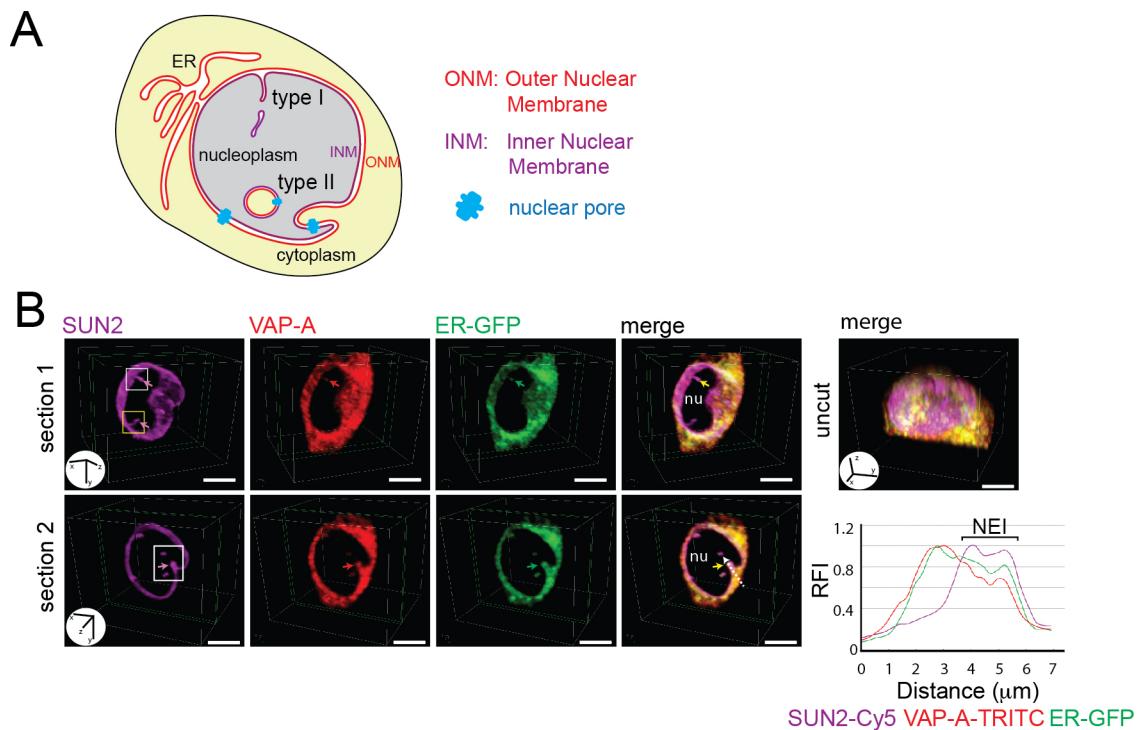 A
ER
type I
nucleoplasm
INM
ONM
type II
cytoplasm
ONM: Outer Nuclear
Membrane
INM: Inner Nuclear
Membrane
nuclear pore
B
SUN2 VAP-A ER-GFP merge merge
section 1
nu
x z y
uncut
z y x
section 2
nu
x z y
NEI
RFI
1.2
0.8
0.4
0
0 1 2 3 4 5 6 7
Distance (μm)
SUN2-Cy5 VAP-A-TRITC ER-GFP